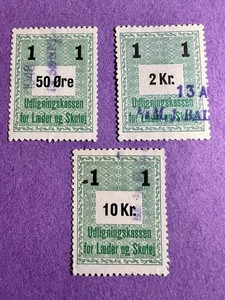 1 1
50 Øre
Udligningskassen
for Læder og Skotøj
1 1
2 Kr.
13 A
Udligningskassen
for Læder og Skotøj
1 1
10 Kr.
Udligningskassen
for Læder og Skotøj